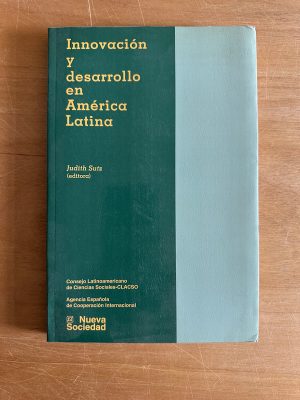 Innovación
y
desarrollo
en
América
Latina
Judith Sutz
(editora)
Consejo Latinoamericano
de Ciencias Sociales-CLACSO
Agencia Española
de Cooperación Internacional
Nueva
Sociedad